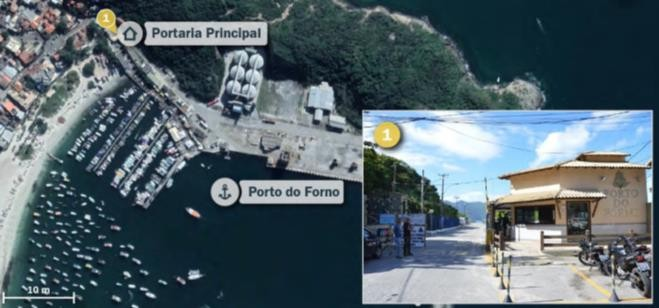 1
Portaria Principal
Porto do Forno
10 m
1
PORTO
DO
FORNO